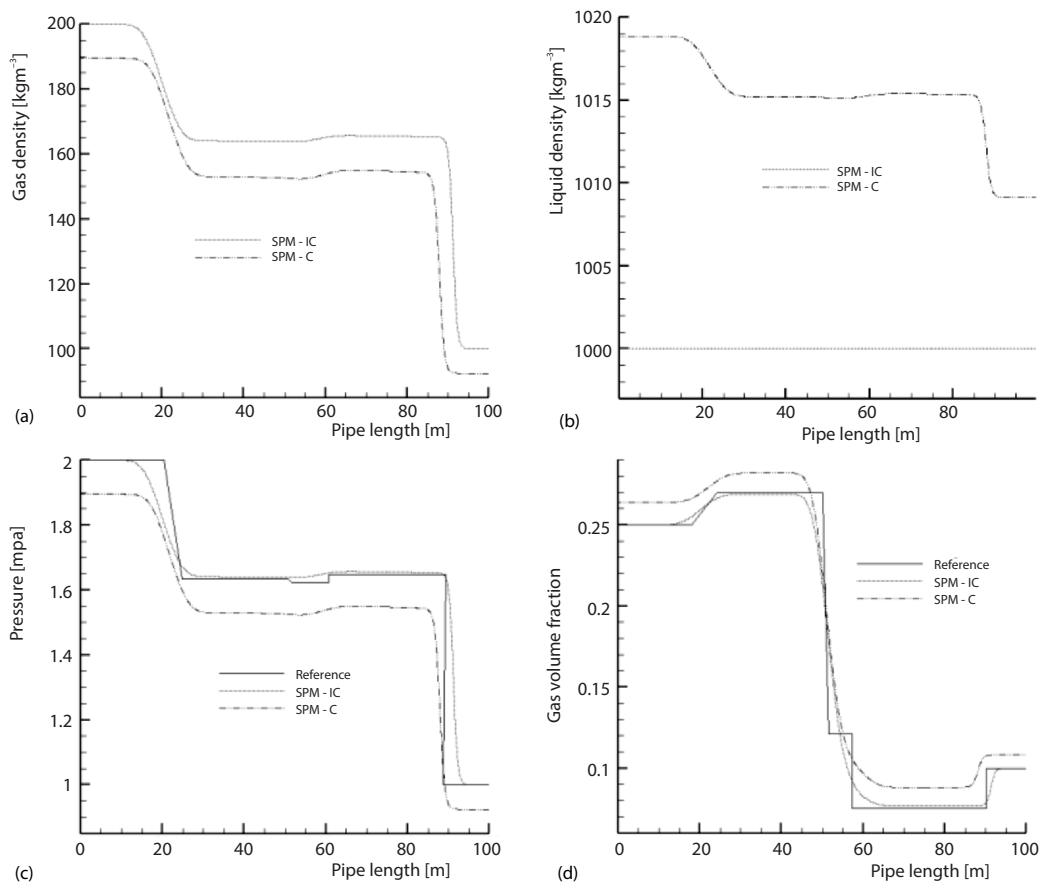 Gas density [kgm⁻³]
200
180
160
140
120
100
SPM - IC
SPM - C
0
20
40
60
80
100
Pipe length [m]
(a)
Liquid density [kgm⁻³]
1020
1015
1010
1005
1000
SPM - IC
SPM - C
20
40
60
80
Pipe length [m]
(b)
Pressure [mpa]
2
1.8
1.6
1.4
1.2
1
Reference
SPM - IC
SPM - C
0
20
40
60
80
100
Pipe length [m]
(c)
Gas volume fraction
0.25
0.2
0.15
0.1
Reference
SPM - IC
SPM - C
0
20
40
60
80
100
Pipe length [m]
(d)